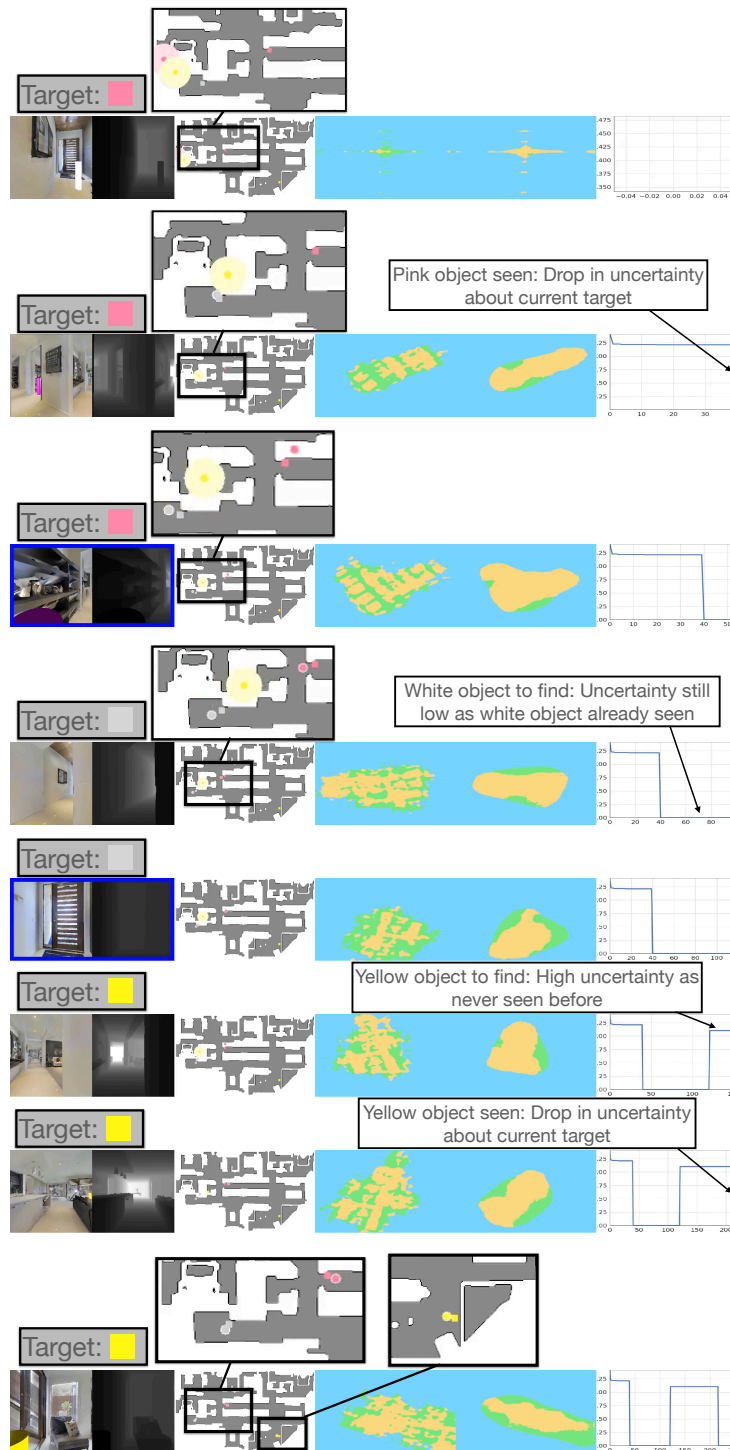 Target:
.475
.450
.425
.400
.375
.350
−0.04 −0.02 0.00 0.02 0.04
Pink object seen: Drop in uncertainty
about current target
Target:
.25
.00
.75
.50
.25
.00
0 10 20 30
Target:
.25
.00
.75
.50
.25
.00
0 10 20 30 40 50
White object to find: Uncertainty still
low as white object already seen
Target:
.25
.00
.75
.50
.25
.00
0 20 40 60 80
Target:
.25
.00
.75
.50
.25
.00
0 20 40 60 80 100
Yellow object to find: High uncertainty as
never seen before
Target:
.25
.00
.75
.50
.25
.00
0 50 100
Yellow object seen: Drop in uncertainty
about current target
Target:
.25
.00
.75
.50
.25
.00
0 50 100 150 200
Target:
.25
.00
.75
.50
.25
.00
0 50 100 150 200